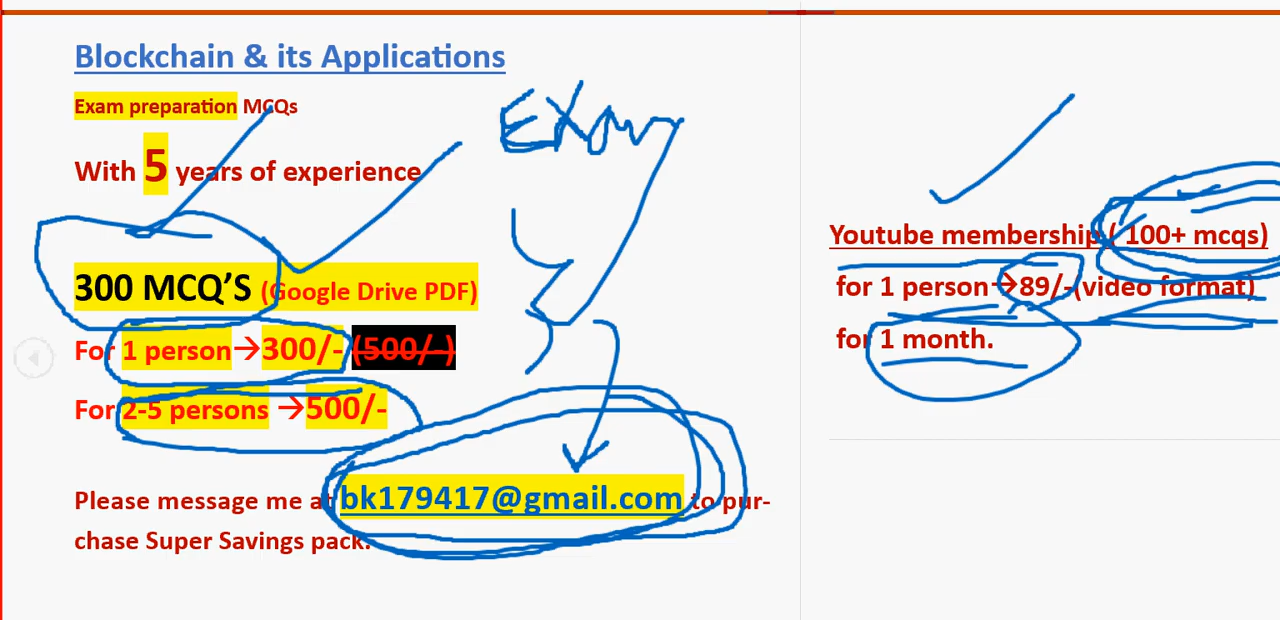 Blockchain & its Applications
Exam preparation MCQs
With 5 years of experience
300 MCQ’S (Google Drive PDF)
For 1 person→300/- (500/-)
For 2-5 persons →500/-
Please message me at bk179417@gmail.com to pur-
chase Super Savings pack.
Exam
Youtube membership ( 100+ mcqs)
for 1 person→89/-(video format)
for 1 month.